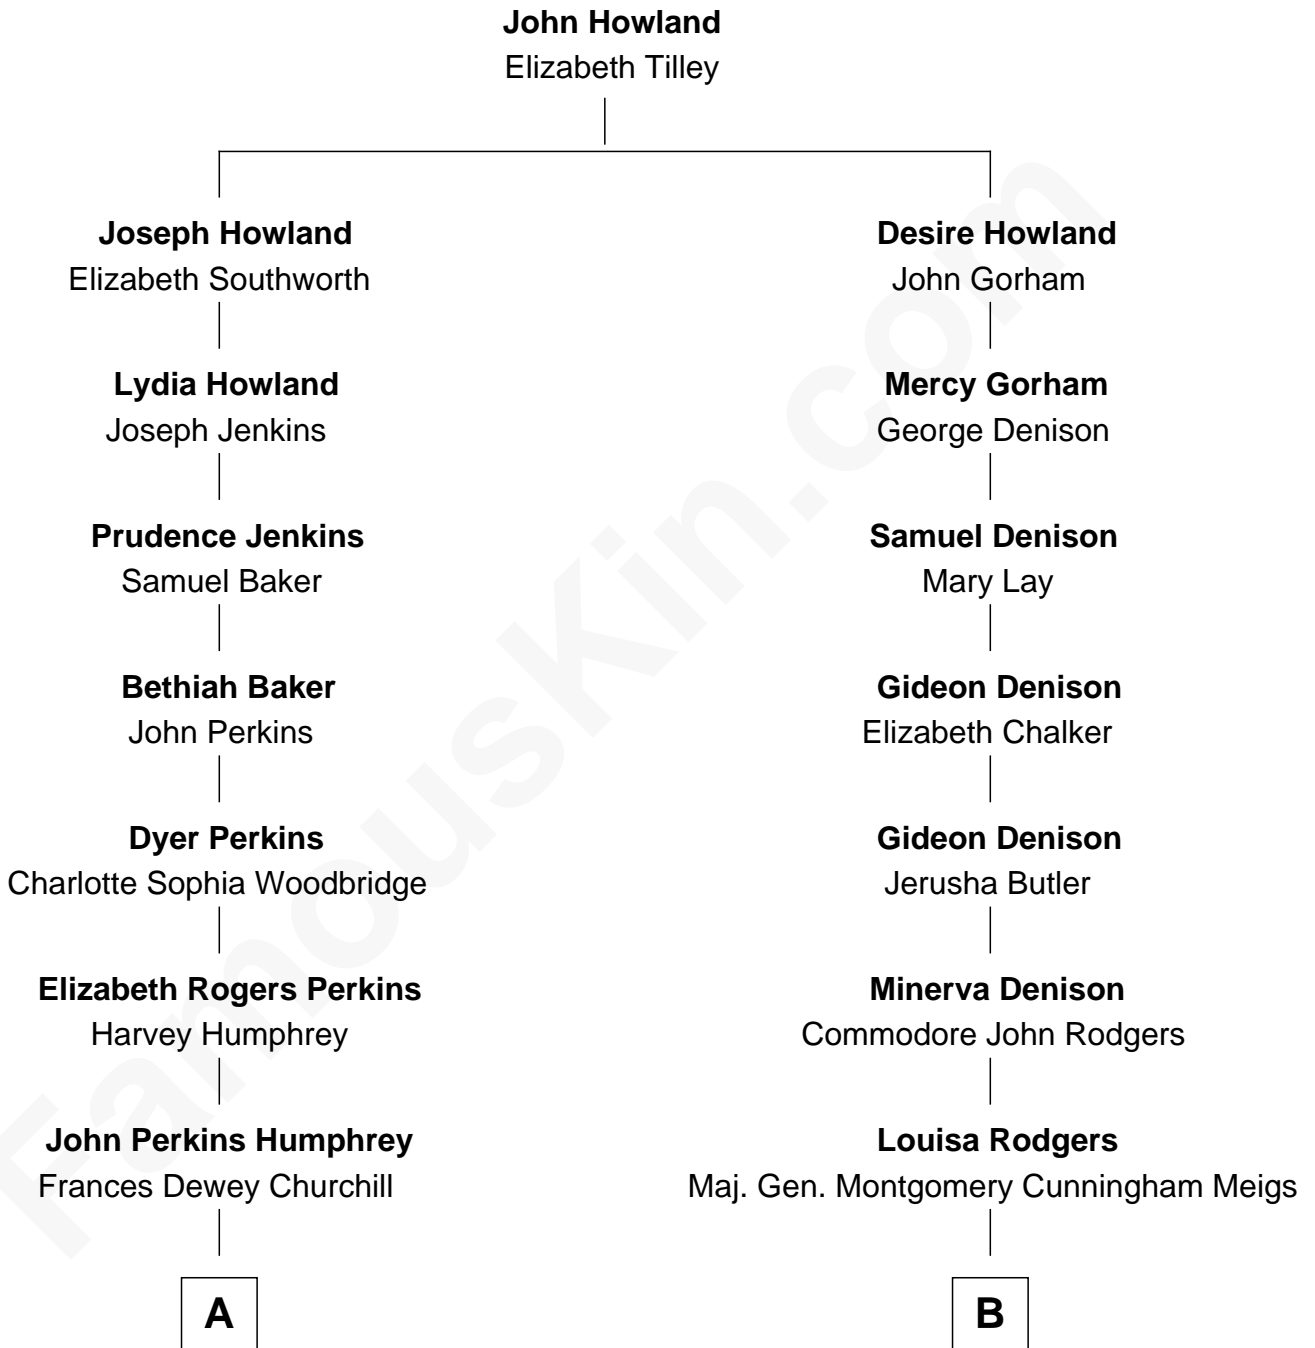 John Howland
Elizabeth Tilley
Joseph Howland
Elizabeth Southworth
Desire Howland
John Gorham
Lydia Howland
Joseph Jenkins
Mercy Gorham
George Denison
Prudence Jenkins
Samuel Baker
Samuel Denison
Mary Lay
Bethiah Baker
John Perkins
Gideon Denison
Elizabeth Chalker
Dyer Perkins
Charlotte Sophia Woodbridge
Gideon Denison
Jerusha Butler
Elizabeth Rogers Perkins
Harvey Humphrey
Minerva Denison
Commodore John Rodgers
John Perkins Humphrey
Frances Dewey Churchill
Louisa Rodgers
Maj. Gen. Montgomery Cunningham Meigs
A
B
FamousKin.com